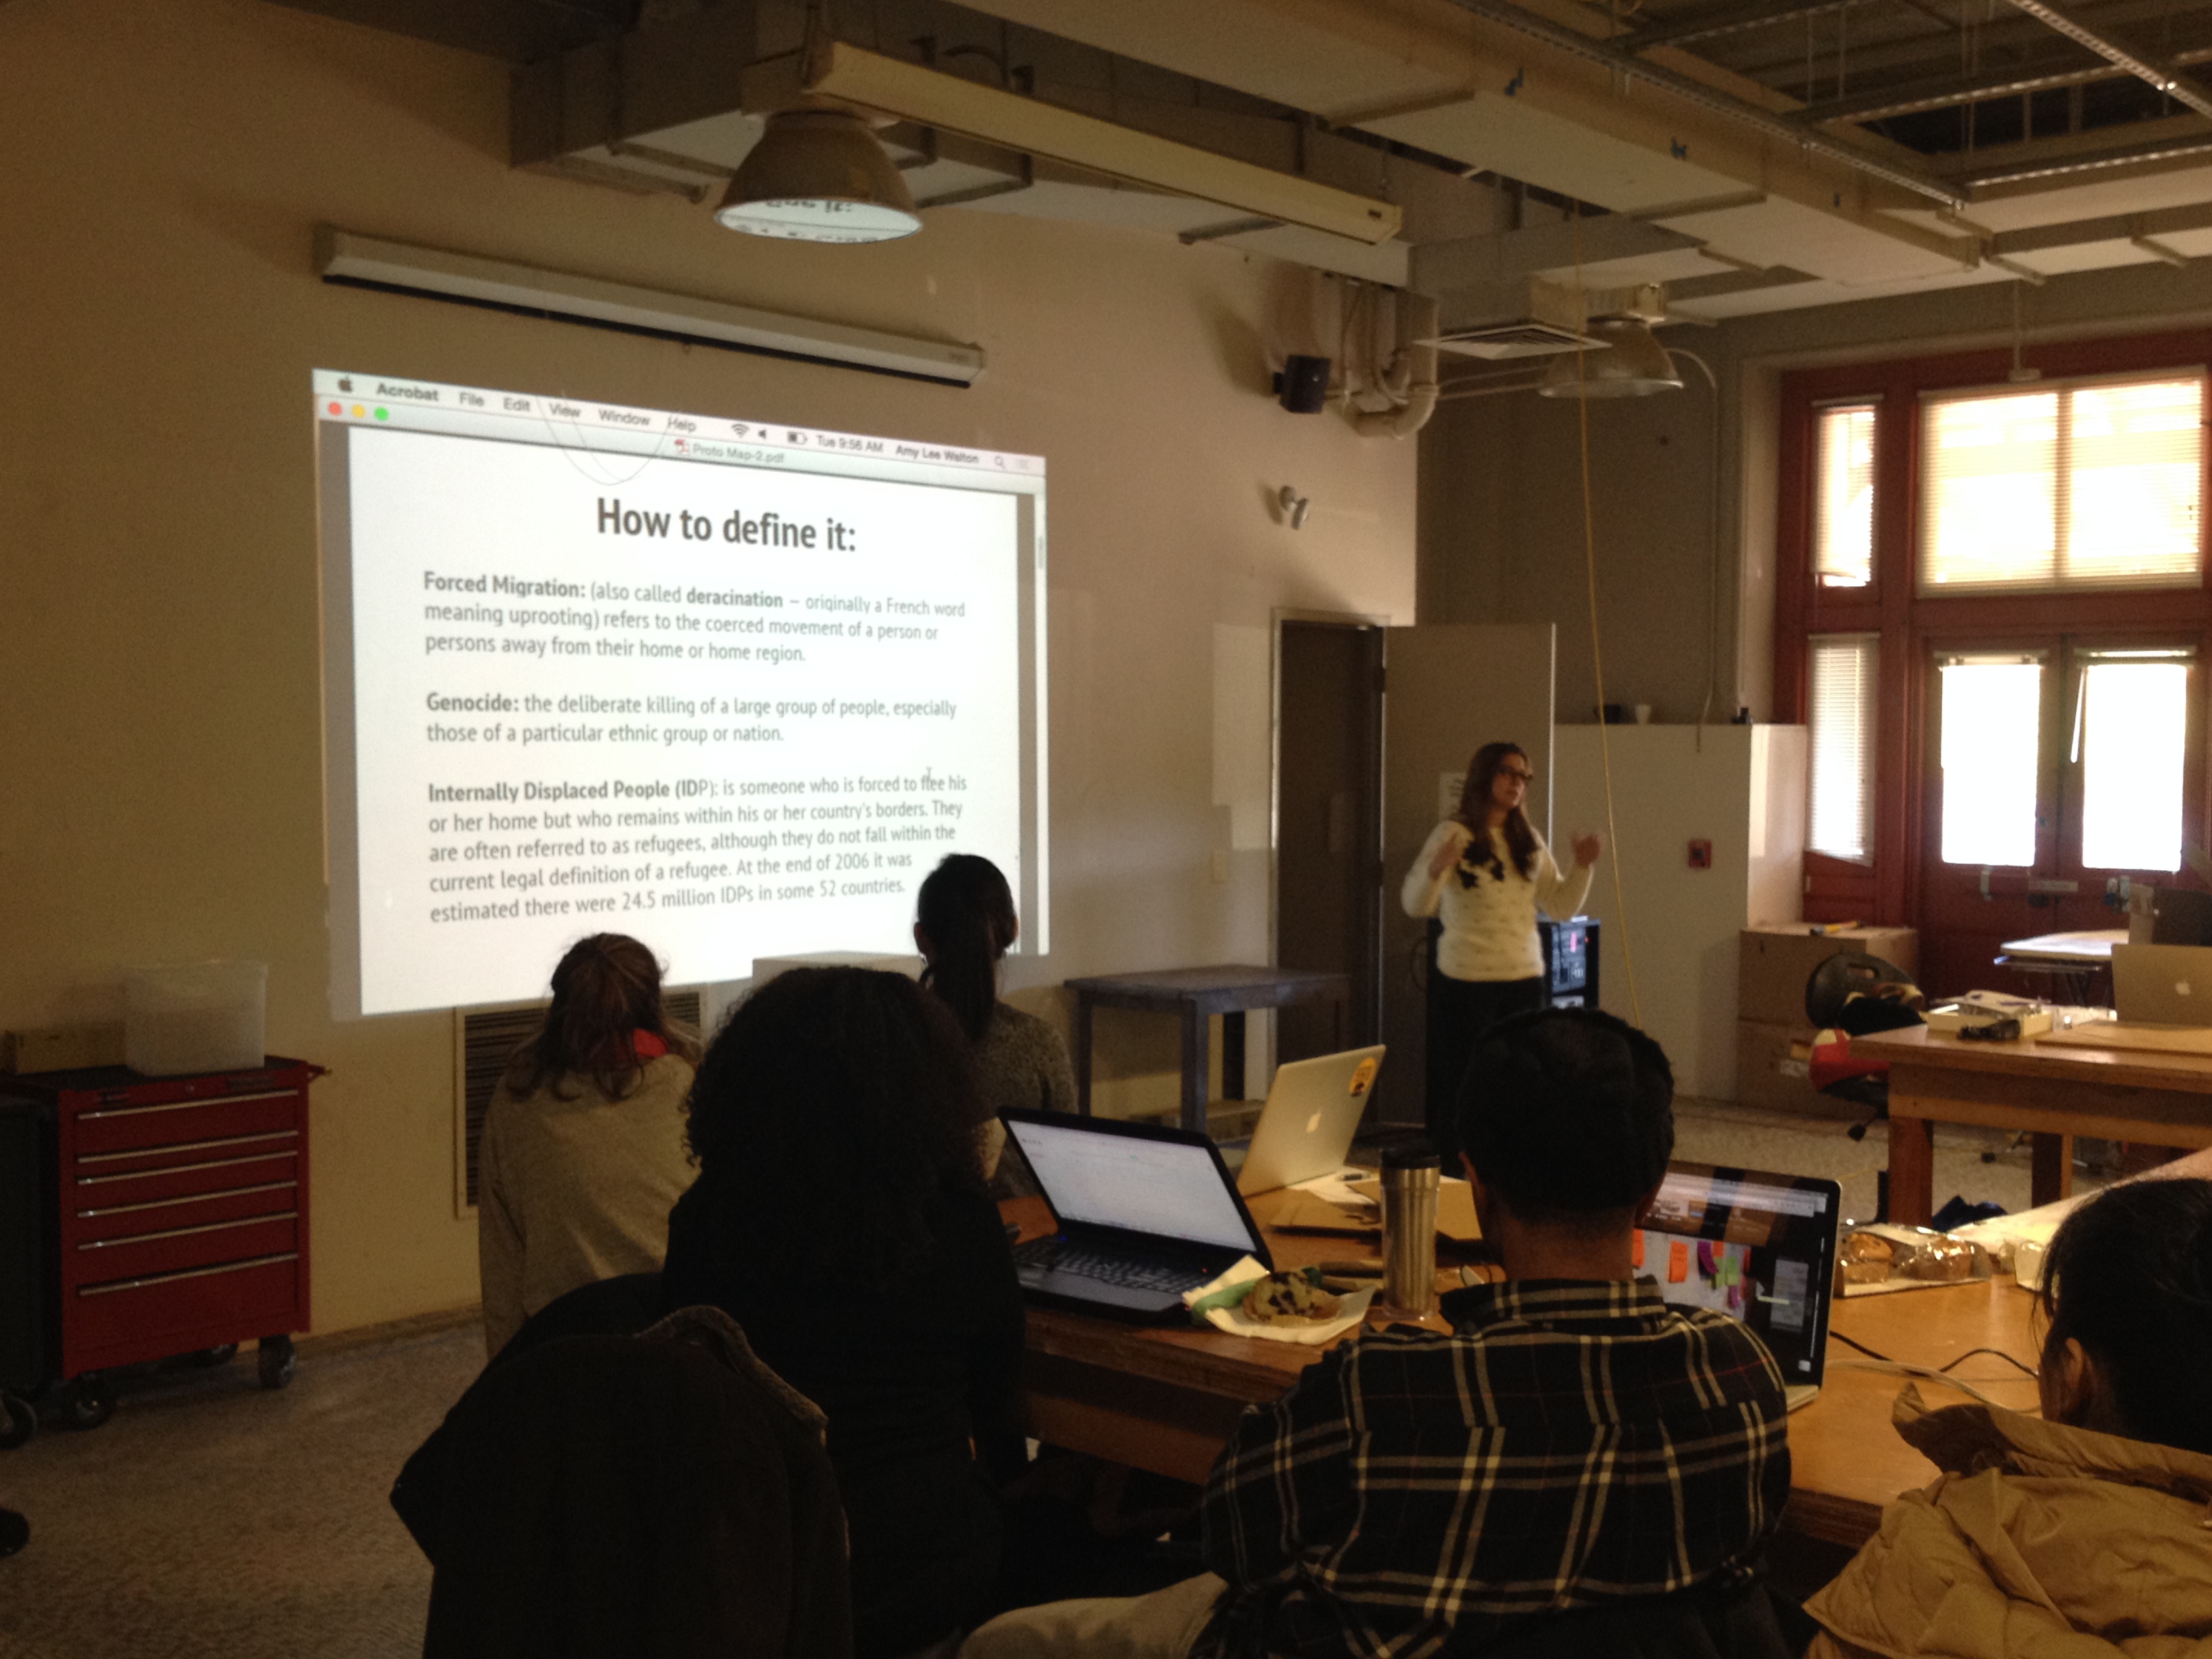 Acrobat File Edit View Window Help Tue 9:56 AM Amy Lee Walton
Proto Map-2.pdf
How to define it:
Forced Migration: (also called deracination – originally a French word
meaning uprooting) refers to the coerced movement of a person or
persons away from their home or home region.
Genocide: the deliberate killing of a large group of people, especially
those of a particular ethnic group or nation.
Internally Displaced People (IDP): is someone who is forced to flee his
or her home but who remains within his or her country's borders. They
are often referred to as refugees, although they do not fall within the
current legal definition of a refugee. At the end of 2006 it was
estimated there were 24.5 million IDPs in some 52 countries.